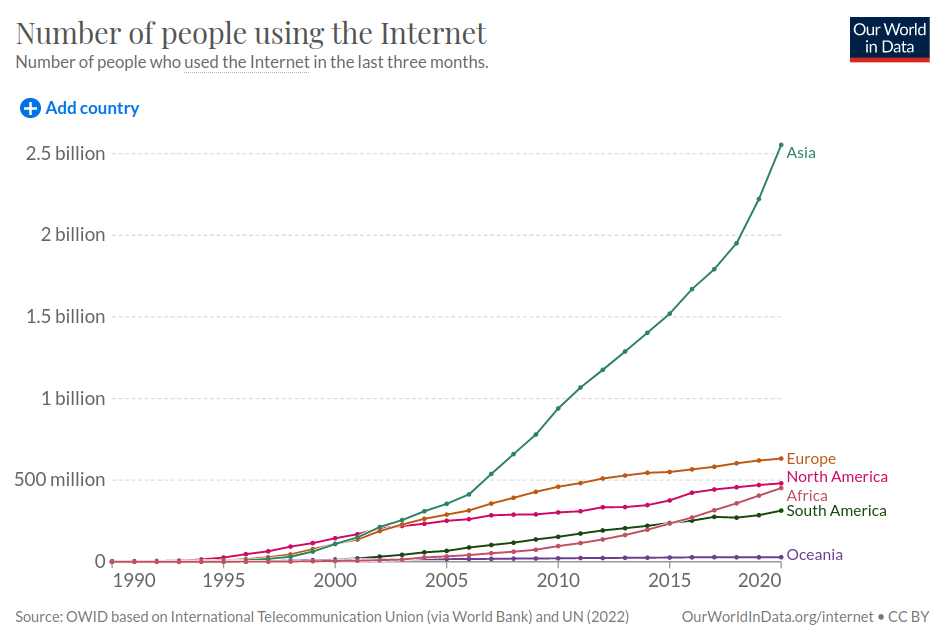 Number of people using the Internet
Number of people who used the Internet in the last three months.
Our World
in Data
Add country
2.5 billion
2 billion
1.5 billion
1 billion
500 million
0
Asia
Europe
North America
Africa
South America
Oceania
1990 1995 2000 2005 2010 2015 2020
Source: OWID based on International Telecommunication Union (via World Bank) and UN (2022)
OurWorldInData.org/internet • CC BY